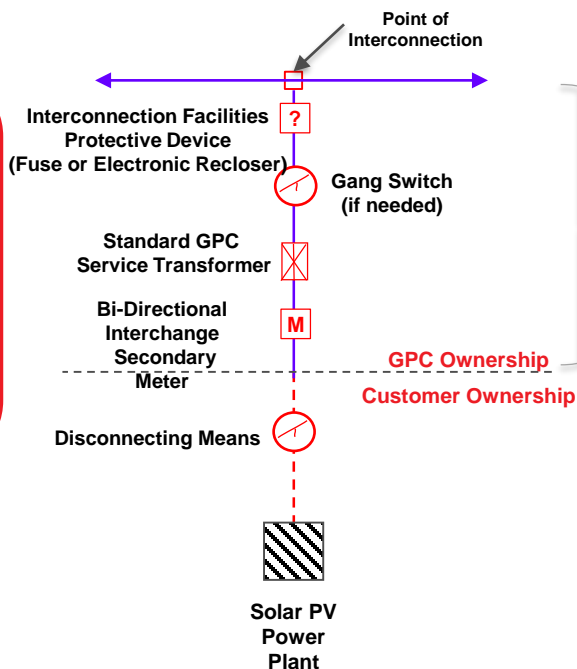 Point of
Interconnection
Interconnection Facilities
Protective Device
(Fuse or Electronic Recloser)
?
Gang Switch
(if needed)
Standard GPC
Service Transformer
Bi-Directional
Interchange
Secondary
Meter
M
GPC Ownership
Customer Ownership
Disconnecting Means
Solar PV
Power
Plant